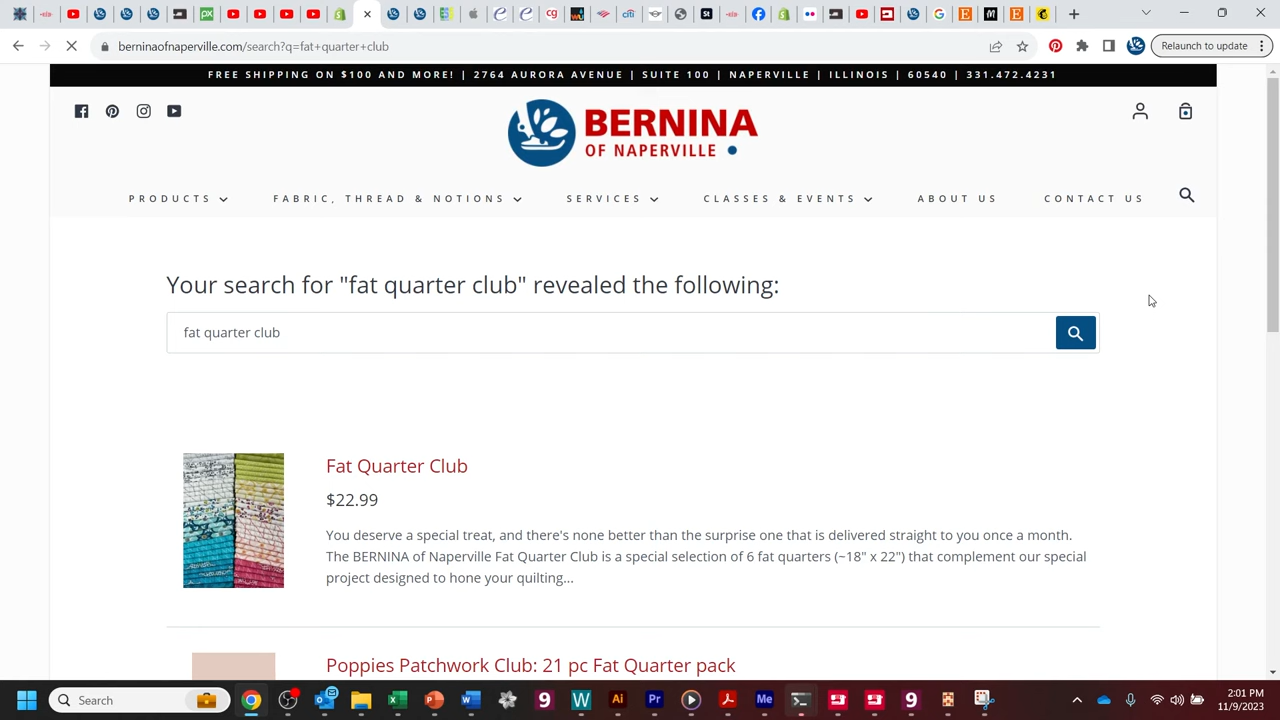 berninaofnaperville.com/search?q=fat+quarter+club
Relaunch to update
FREE SHIPPING ON $100 AND MORE! | 2764 AURORA AVENUE | SUITE 100 | NAPERVILLE | ILLINOIS | 60540 | 331.472.4231
BERNINA
OF NAPERVILLE
PRODUCTS FABRIC, THREAD & NOTIONS SERVICES CLASSES & EVENTS ABOUT US CONTACT US
Your search for "fat quarter club" revealed the following:
fat quarter club
Fat Quarter Club
$22.99
You deserve a special treat, and there's none better than the surprise one that is delivered straight to you once a month.
The BERNINA of Naperville Fat Quarter Club is a special selection of 6 fat quarters (~18" x 22") that complement our special
project designed to hone your quilting...
Poppies Patchwork Club: 21 pc Fat Quarter pack
Search
2:01 PM
11/9/2023